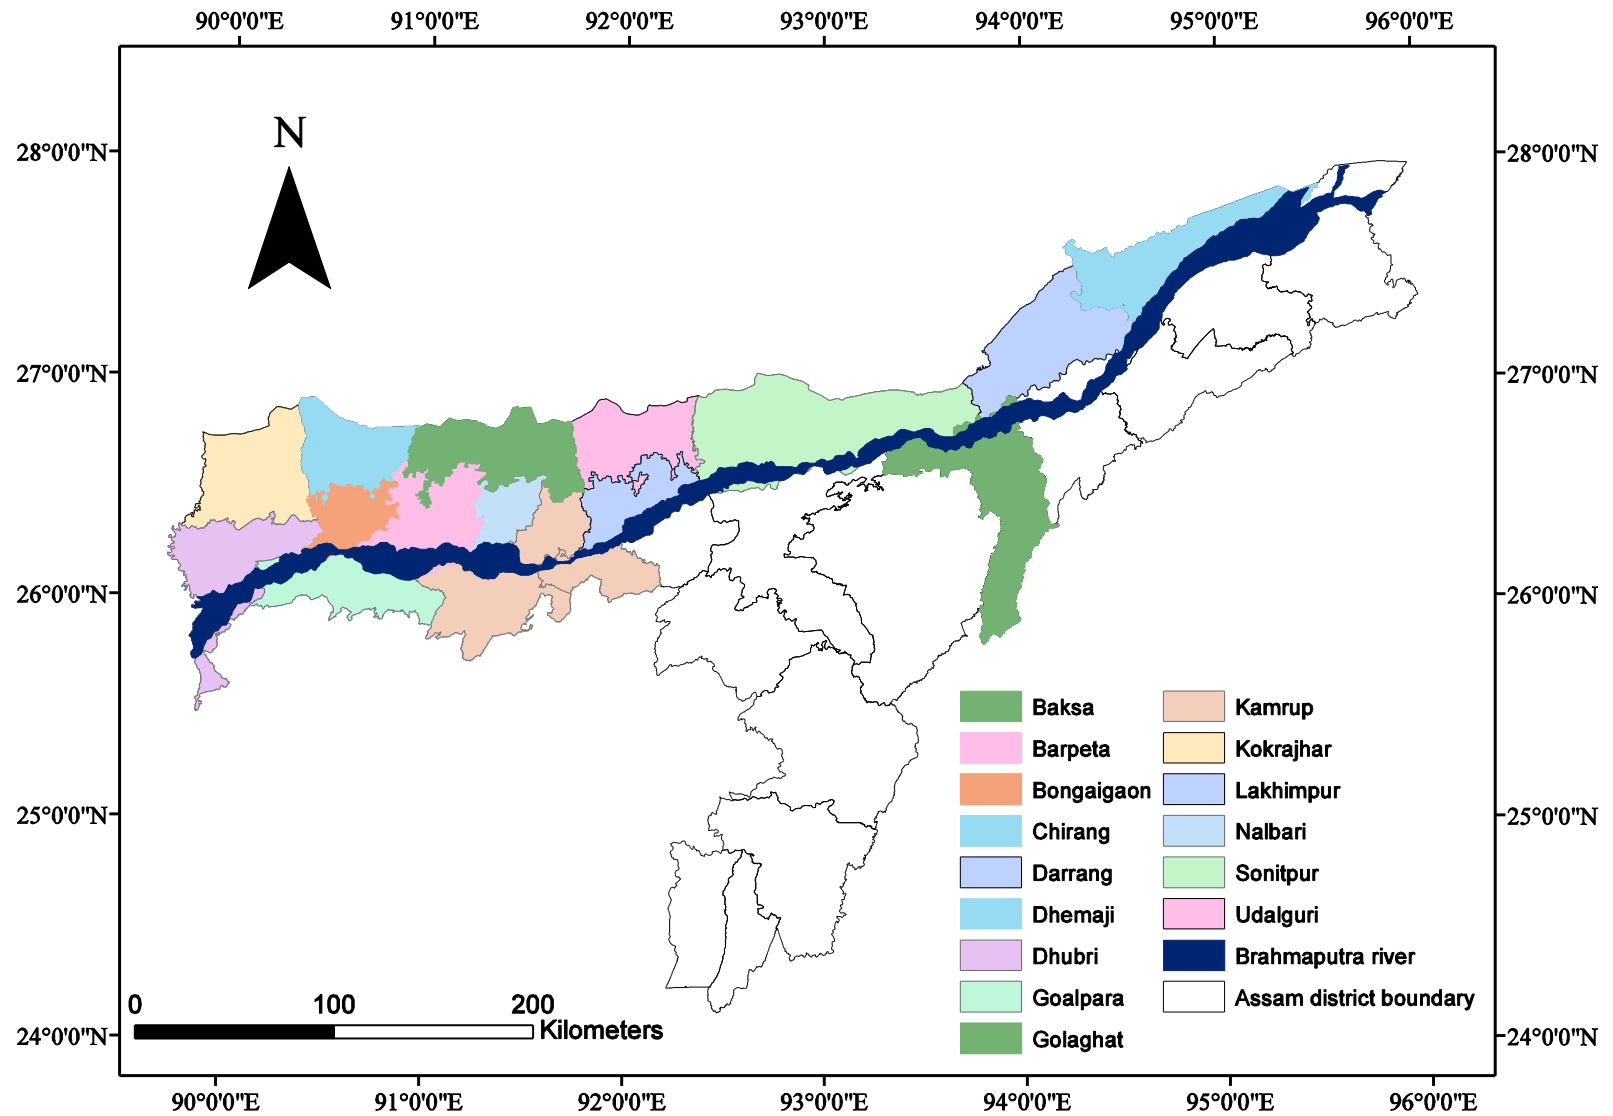 90°0'0"E 91°0'0"E 92°0'0"E 93°0'0"E 94°0'0"E 95°0'0"E 96°0'0"E
N
28°0'0"N 28°0'0"N
27°0'0"N 27°0'0"N
26°0'0"N 26°0'0"N
25°0'0"N 25°0'0"N
24°0'0"N 24°0'0"N
Baksa
Barpeta
Bongaigaon
Chirang
Darrang
Dhemaji
Dhubri
Goalpara
Golaghat
Kamrup
Kokrajhar
Lakhimpur
Nalbari
Sonitpur
Udalguri
Brahmaputra river
Assam district boundary
0 100 200
Kilometers
90°0'0"E 91°0'0"E 92°0'0"E 93°0'0"E 94°0'0"E 95°0'0"E 96°0'0"E